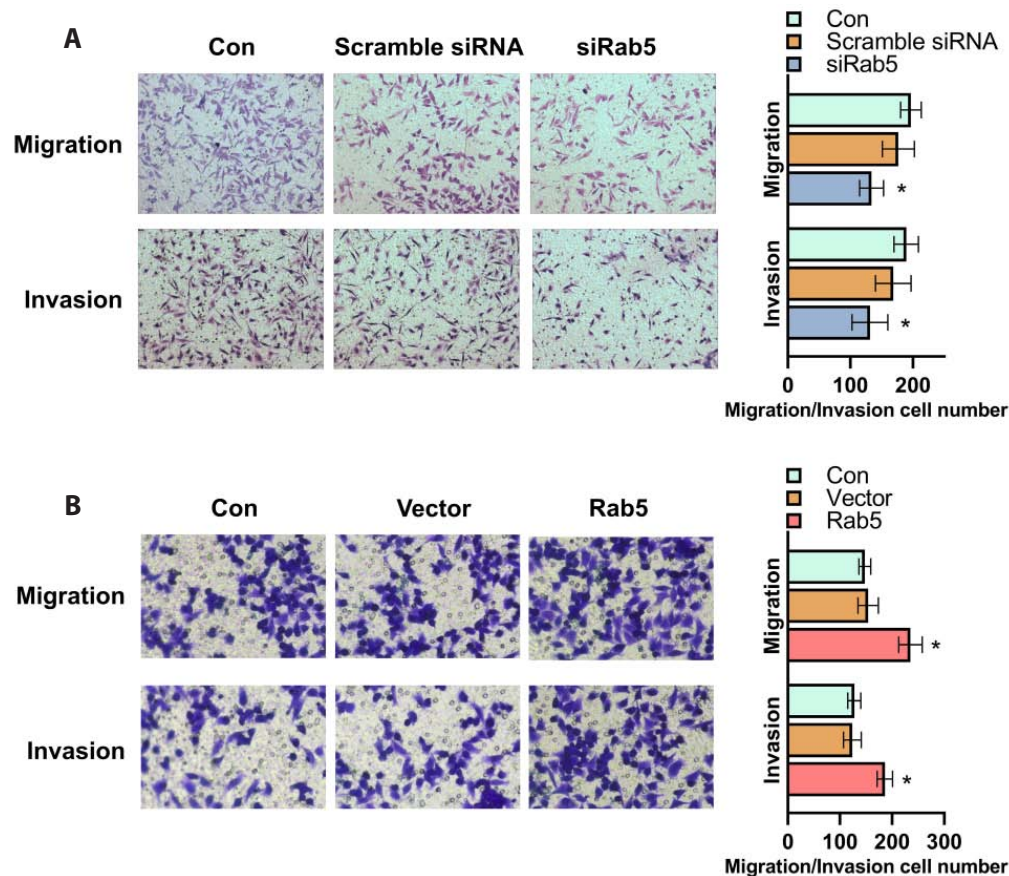 A
Con Scramble siRNA siRab5
Migration
Invasion
Con
Scramble siRNA
siRab5
Migration
*
Invasion
*
0 100 200
Migration/Invasion cell number
B
Con Vector Rab5
Migration
Invasion
Con
Vector
Rab5
Migration
*
Invasion
*
0 100 200 300
Migration/Invasion cell number